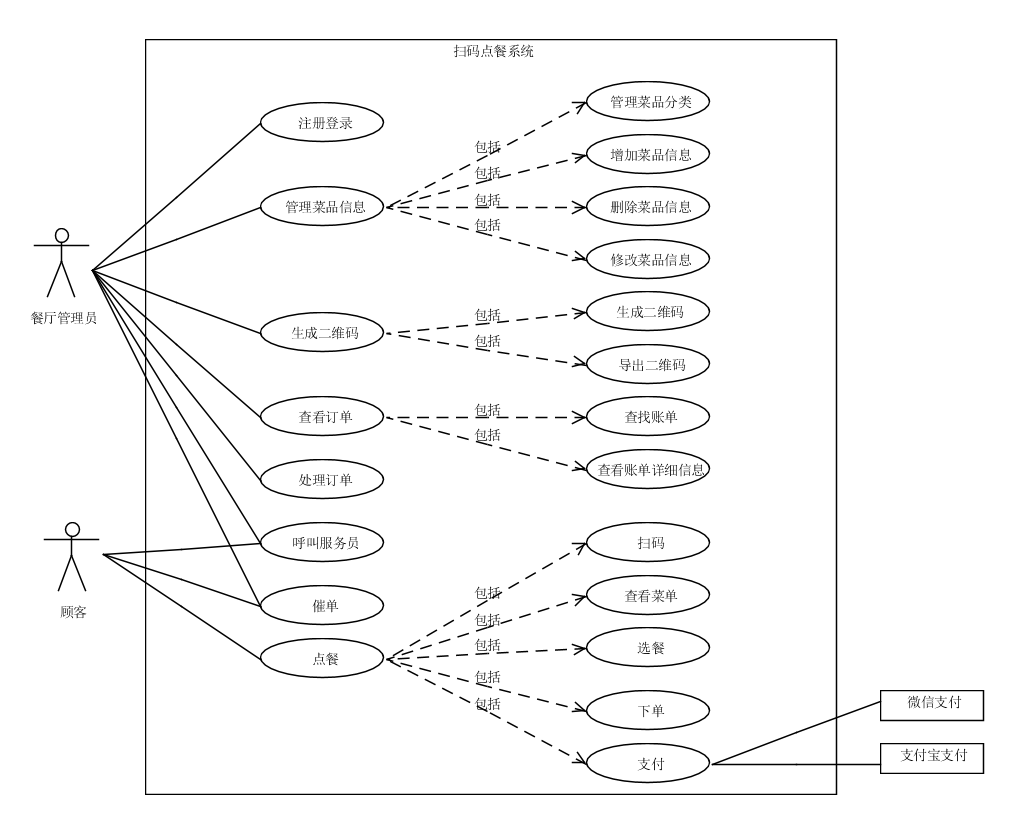 扫码点餐系统
管理菜品分类
注册登录
包括
增加菜品信息
包括
管理菜品信息
包括
删除菜品信息
包括
修改菜品信息
餐厅管理员
包括
生成二维码
生成二维码
包括
导出二维码
包括
查看订单
查找账单
包括
查看账单详细信息
处理订单
呼叫服务员
扫码
包括
查看菜单
顾客
催单
包括
包括
选餐
点餐
包括
包括
下单
微信支付
支付
支付宝支付